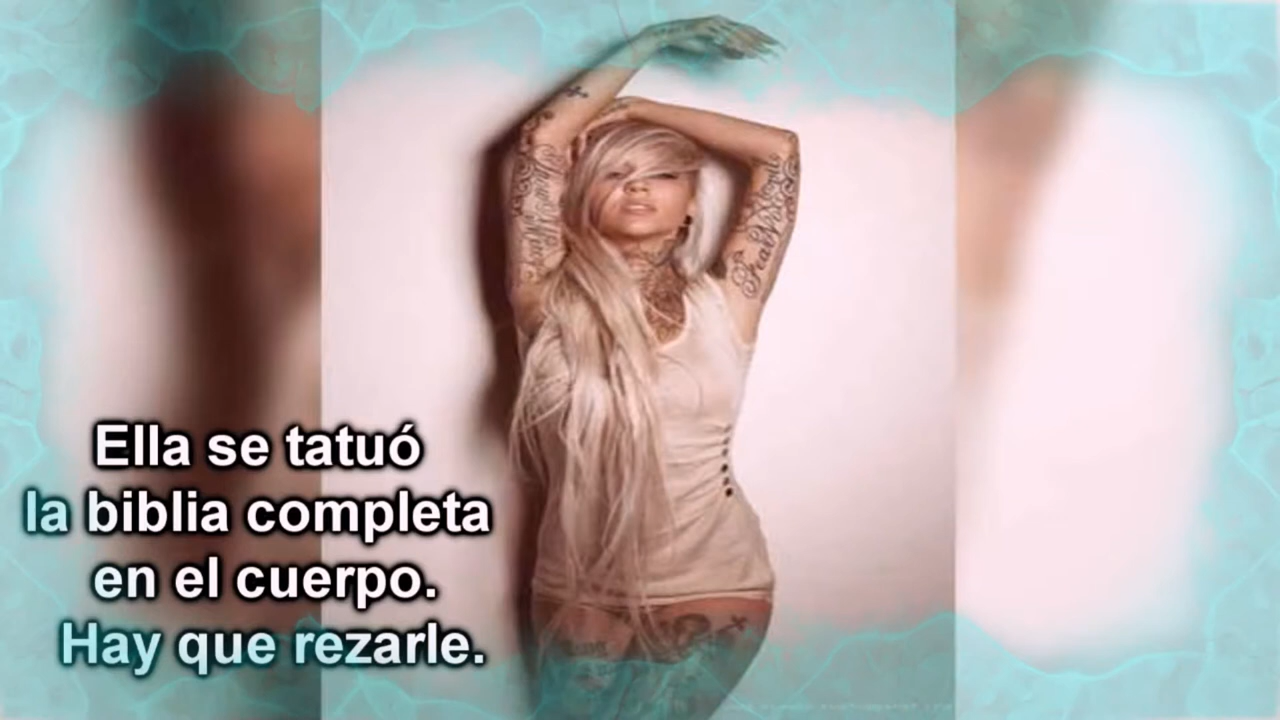 Ella se tatuó
la biblia completa
en el cuerpo.
Hay que rezarle.